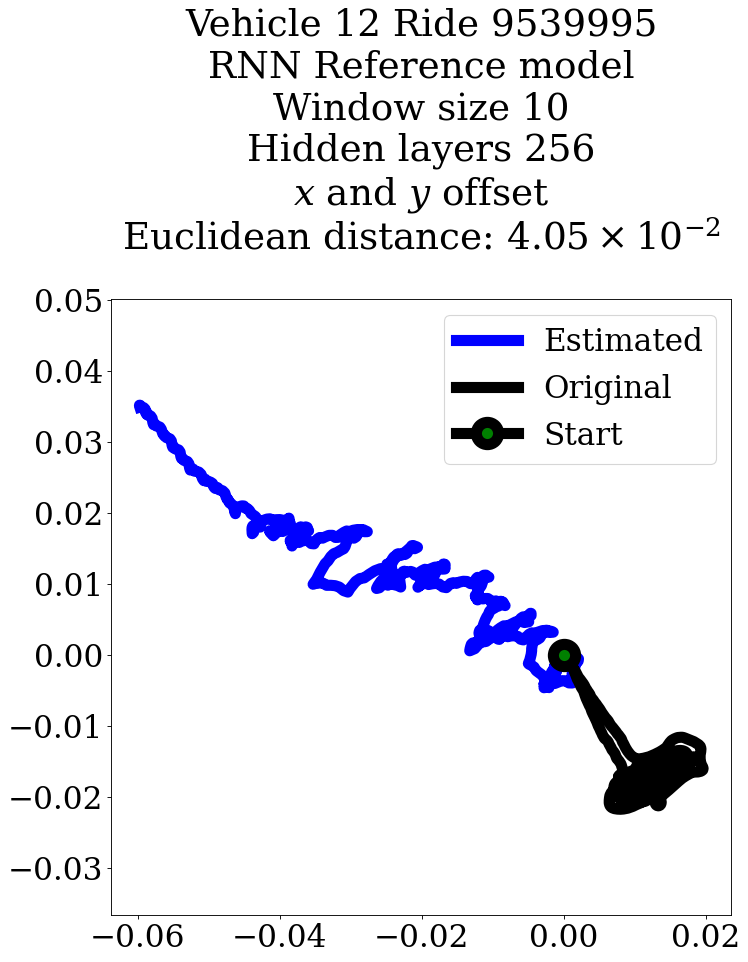 Vehicle 12 Ride 9539995
RNN Reference model
Window size 10
Hidden layers 256
x and y offset
Euclidean distance: 4.05 × 10⁻²
Estimated
Original
Start
0.05
0.04
0.03
0.02
0.01
0.00
−0.01
−0.02
−0.03
−0.06 −0.04 −0.02 0.00 0.02